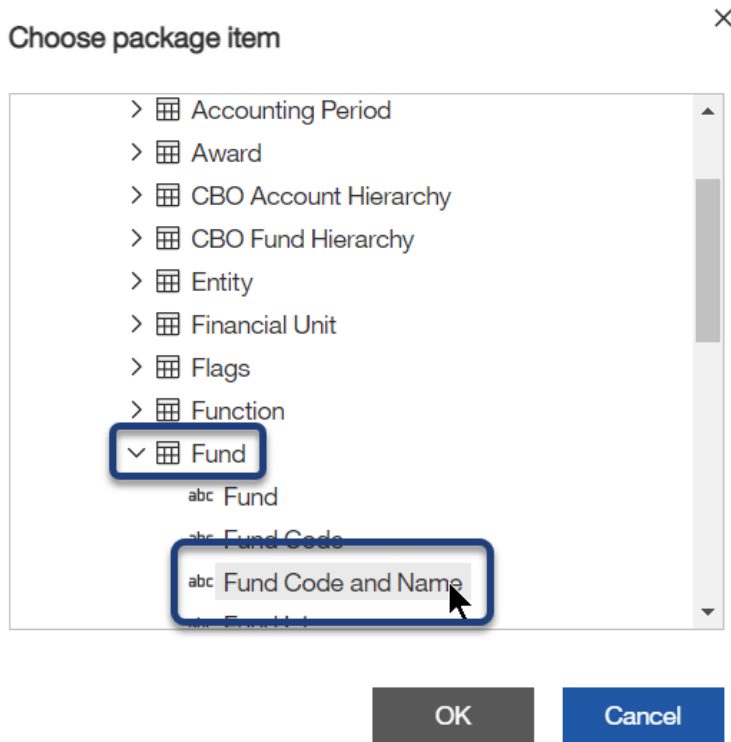 Choose package item
Accounting Period
Award
CBO Account Hierarchy
CBO Fund Hierarchy
Entity
Financial Unit
Flags
Function
Fund
abc Fund
abc Fund Code
abc Fund Code and Name
OK Cancel